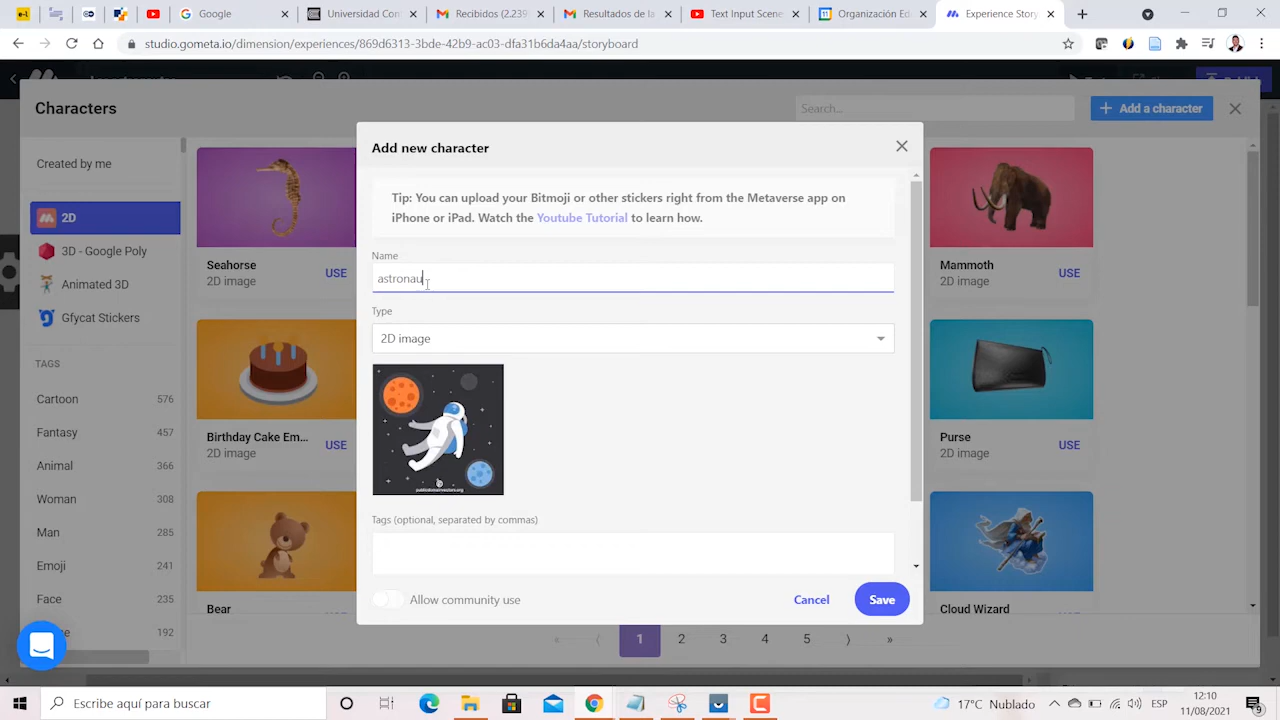 Google
Universidad Con
Recibidos (2.239
Resultados de la
Text Input Scene
Organización Ed
Experience Story
studio.gometa.io/dimension/experiences/869d6313-3bde-42b9-ac03-fa31b6da4aa/storyboard
Characters
Search...
Add a character
Created by me
2D
3D - Google Poly
Animated 3D
Gfycat Stickers
TAGS
Cartoon 576
Fantasy 457
Animal 366
Woman 308
Man 285
Emoji 241
Face 235
192
Seahorse
2D image
USE
Birthday Cake Em...
2D image
USE
Bear
Add new character
Tip: You can upload your Bitmoji or other stickers right from the Metaverse app on
iPhone or iPad. Watch the Youtube Tutorial to learn how.
Name
astronau
Type
2D image
publicdomainvectors.org
Tags (optional, separated by commas)
Allow community use
Cancel
Save
Mammoth
2D image
USE
Purse
2D image
USE
Cloud Wizard
« ‹ 1 2 3 4 5 › »
Escribe aquí para buscar
17°C Nublado
ESP
12:10
11/08/2021
9